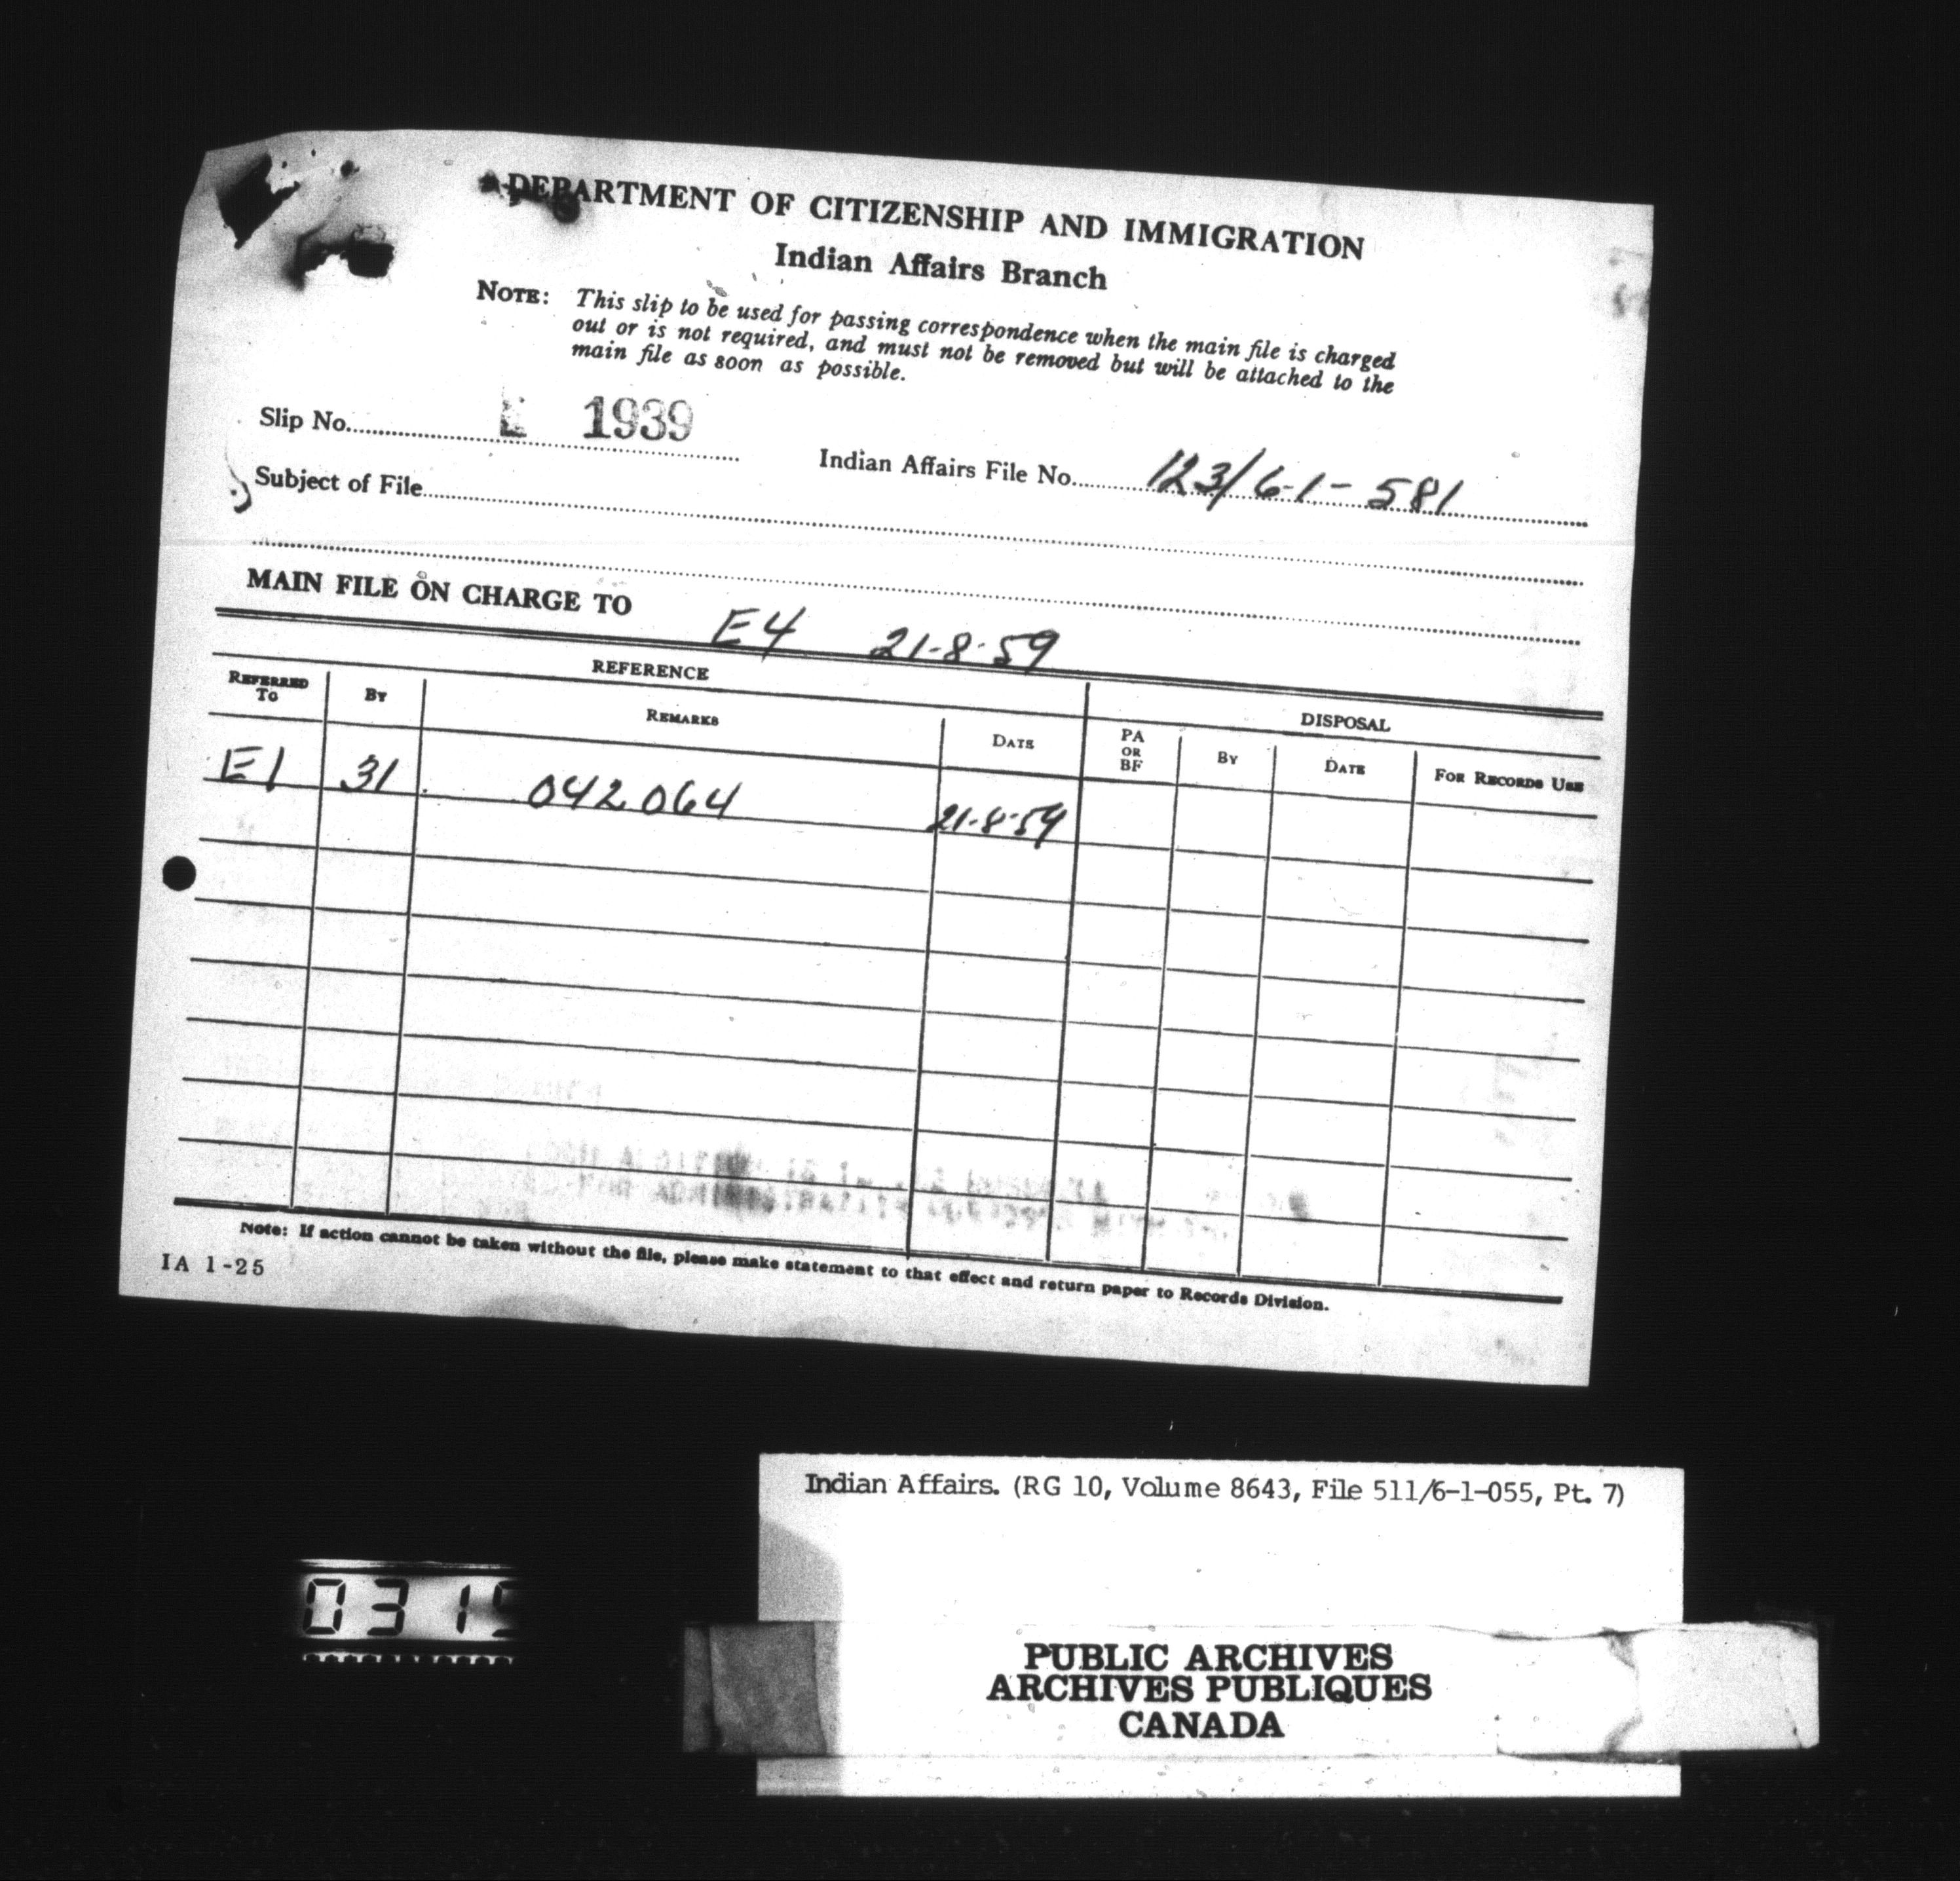 DEPARTMENT OF CITIZENSHIP AND IMMIGRATION
Indian Affairs Branch
NOTE: This slip to be used for passing correspondence when the main file is charged
out or is not required, and must not be removed but will be attached to the
main file as soon as possible.
Slip No. 1939
Indian Affairs File No. 123/6-1-581
Subject of File
MAIN FILE ON CHARGE TO E4 21-8-59
REFERENCE DISPOSAL
REFERRED TO BY REMARKS DATE PA OR BF BY DATE FOR RECORDS USE
E1 31 042064 21-8-59
Note: If action cannot be taken without the file, please make statement to that effect and return paper to Records Division.
IA 1-25
Indian Affairs. (RG 10, Volume 8643, File 511/6-1-055, Pt. 7)
031
PUBLIC ARCHIVES
ARCHIVES PUBLIQUES
CANADA